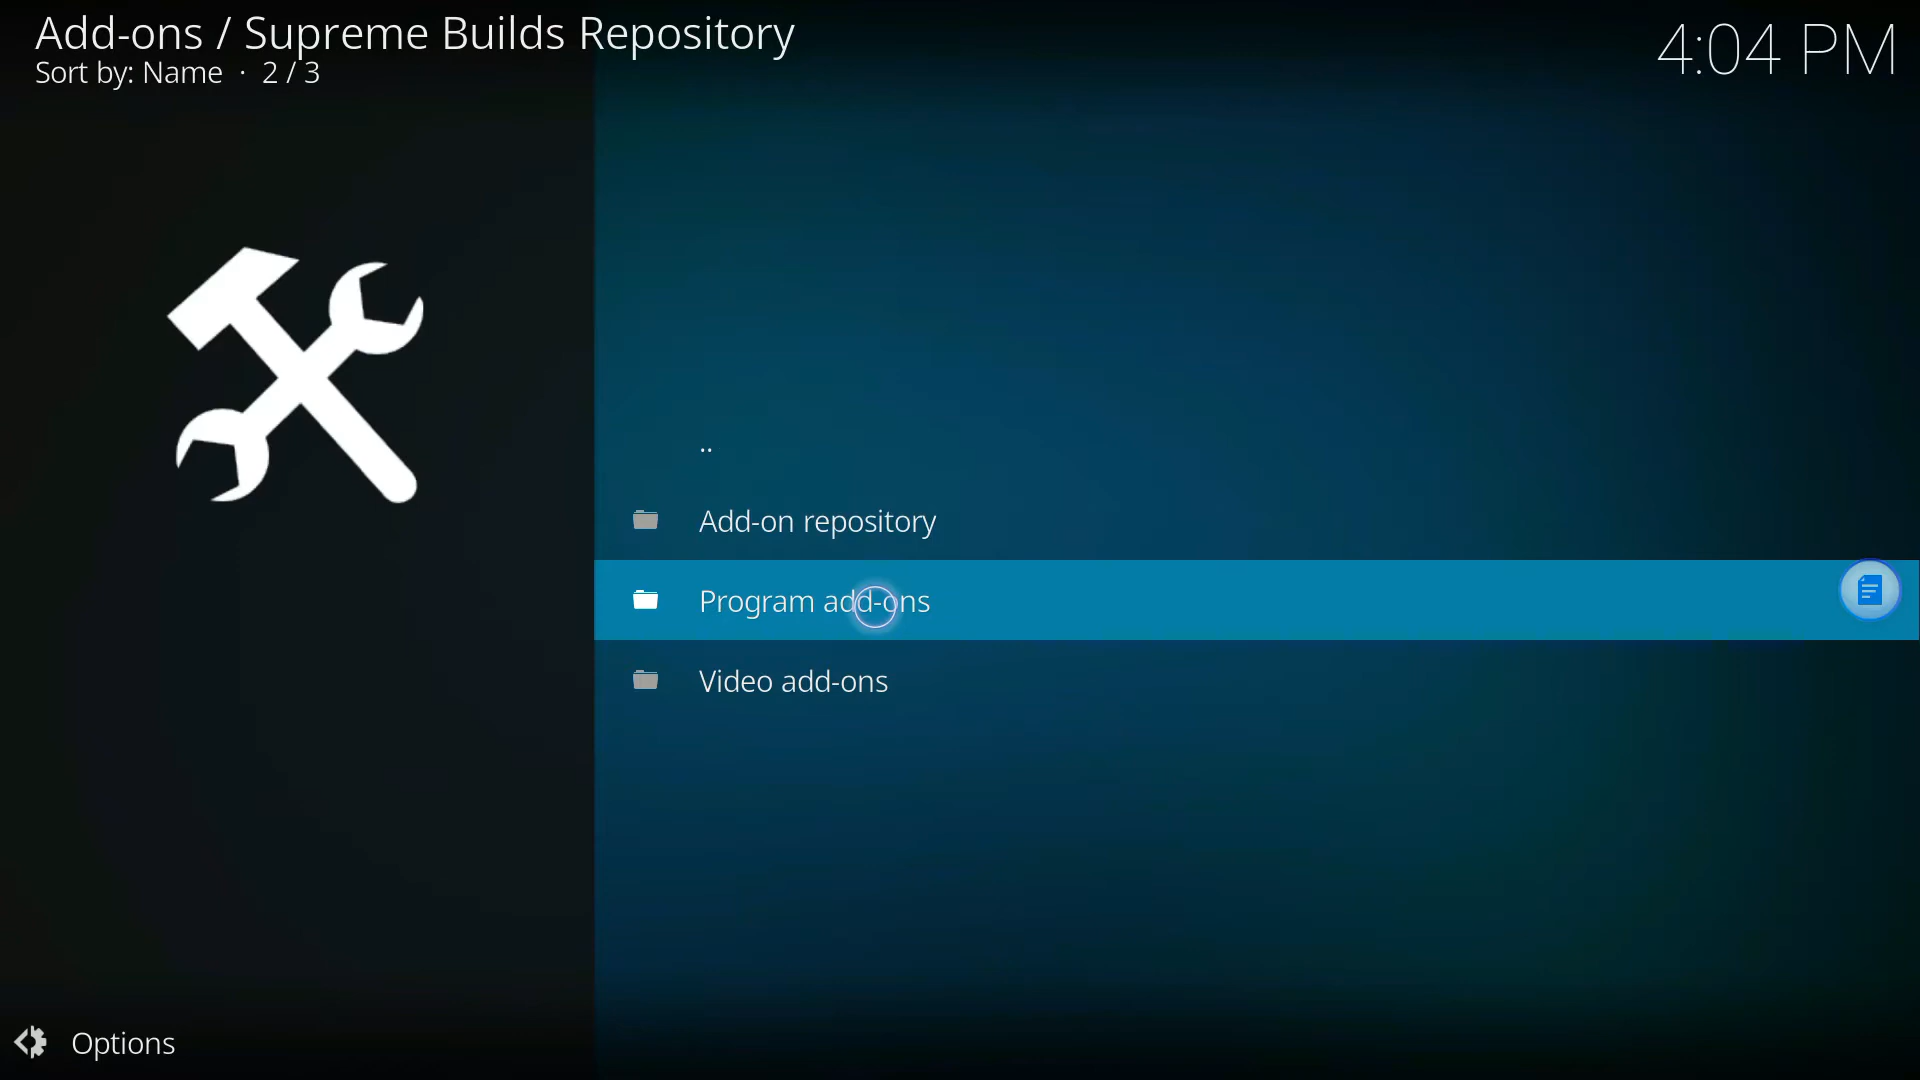 Add-ons / Supreme Builds Repository
Sort by: Name · 2 / 3
4:04 PM
..
Add-on repository
Program add-ons
Video add-ons
Options